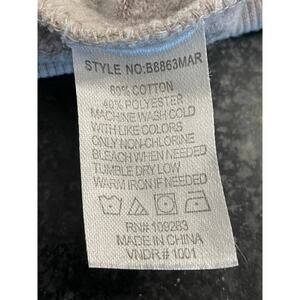 STYLE NO:B8863MAR
60% COTTON
40% POLYESTER
MACHINE WASH COLD
WITH LIKE COLORS
ONLY NON-CHLORINE
BLEACH WHEN NEEDED
TUMBLE DRY LOW
WARM IRON IF NEEDED
RN# 109283
MADE IN CHINA
VNDR# 1001